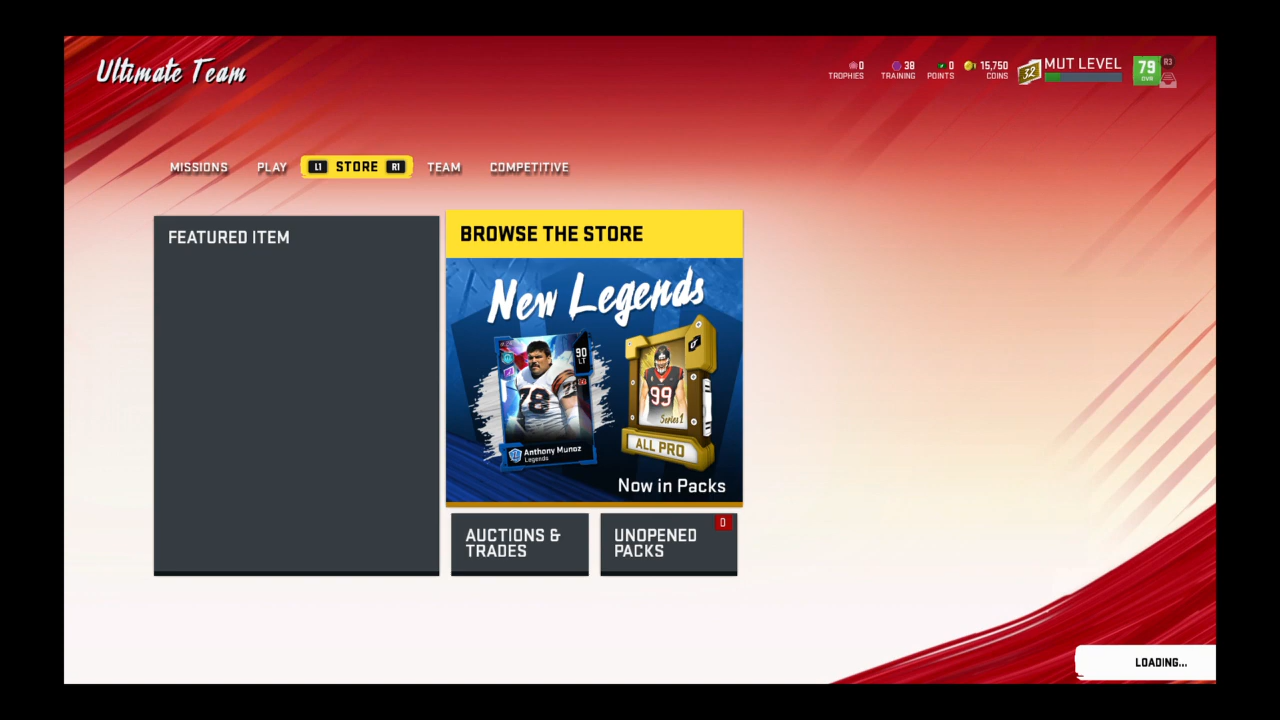 Ultimate Team
0
TROPHIES
38
TRAINING
0
POINTS
15,750
COINS
32
MUT LEVEL
79
OVR
R3
MISSIONS
PLAY
L1 STORE R1
TEAM
COMPETITIVE
FEATURED ITEM
BROWSE THE STORE
New Legends
90
LT
78
Anthony Munoz
Legends
99
Series 1
ALL PRO
Now in Packs
AUCTIONS &
TRADES
UNOPENED
PACKS
0
LOADING...